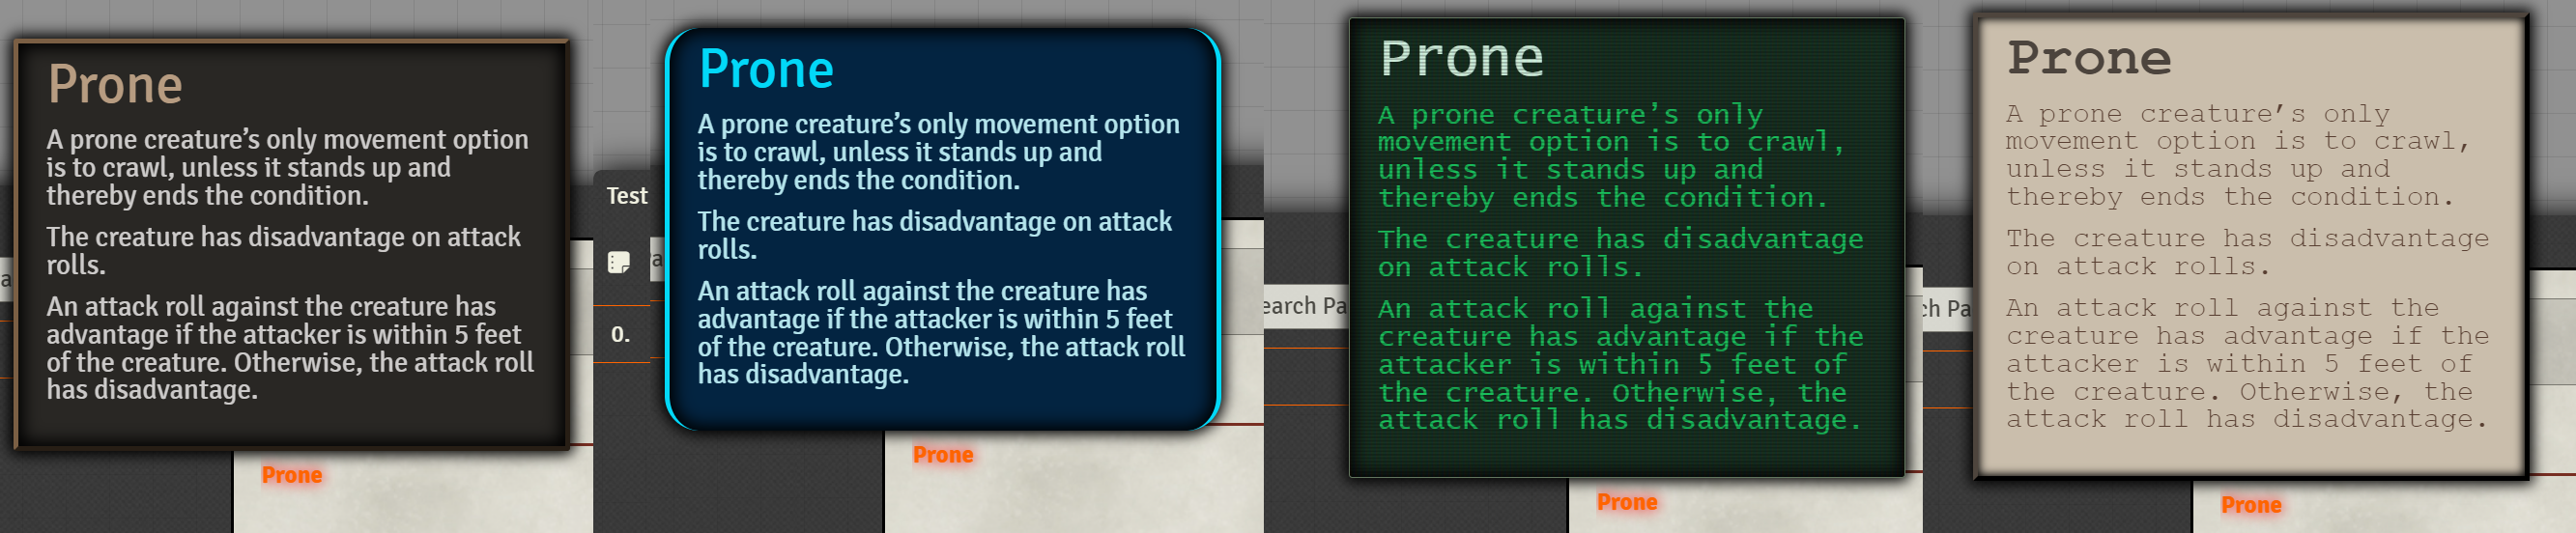 Prone
A prone creature’s only movement option
is to crawl, unless it stands up and
thereby ends the condition.
The creature has disadvantage on attack
rolls.
An attack roll against the creature has
advantage if the attacker is within 5 feet
of the creature. Otherwise, the attack roll
has disadvantage.
Prone
Test
0.
Prone
A prone creature’s only movement option
is to crawl, unless it stands up and
thereby ends the condition.
The creature has disadvantage on attack
rolls.
An attack roll against the creature has
advantage if the attacker is within 5 feet
of the creature. Otherwise, the attack roll
has disadvantage.
Prone
earch Pa
Prone
A prone creature’s only
movement option is to crawl,
unless it stands up and
thereby ends the condition.
The creature has disadvantage
on attack rolls.
An attack roll against the
creature has advantage if the
attacker is within 5 feet of
the creature. Otherwise, the
attack roll has disadvantage.
Prone
ch Pa
Prone
A prone creature’s only
movement option is to crawl,
unless it stands up and
thereby ends the condition.
The creature has disadvantage
on attack rolls.
An attack roll against the
creature has advantage if the
attacker is within 5 feet of
the creature. Otherwise, the
attack roll has disadvantage.
Prone